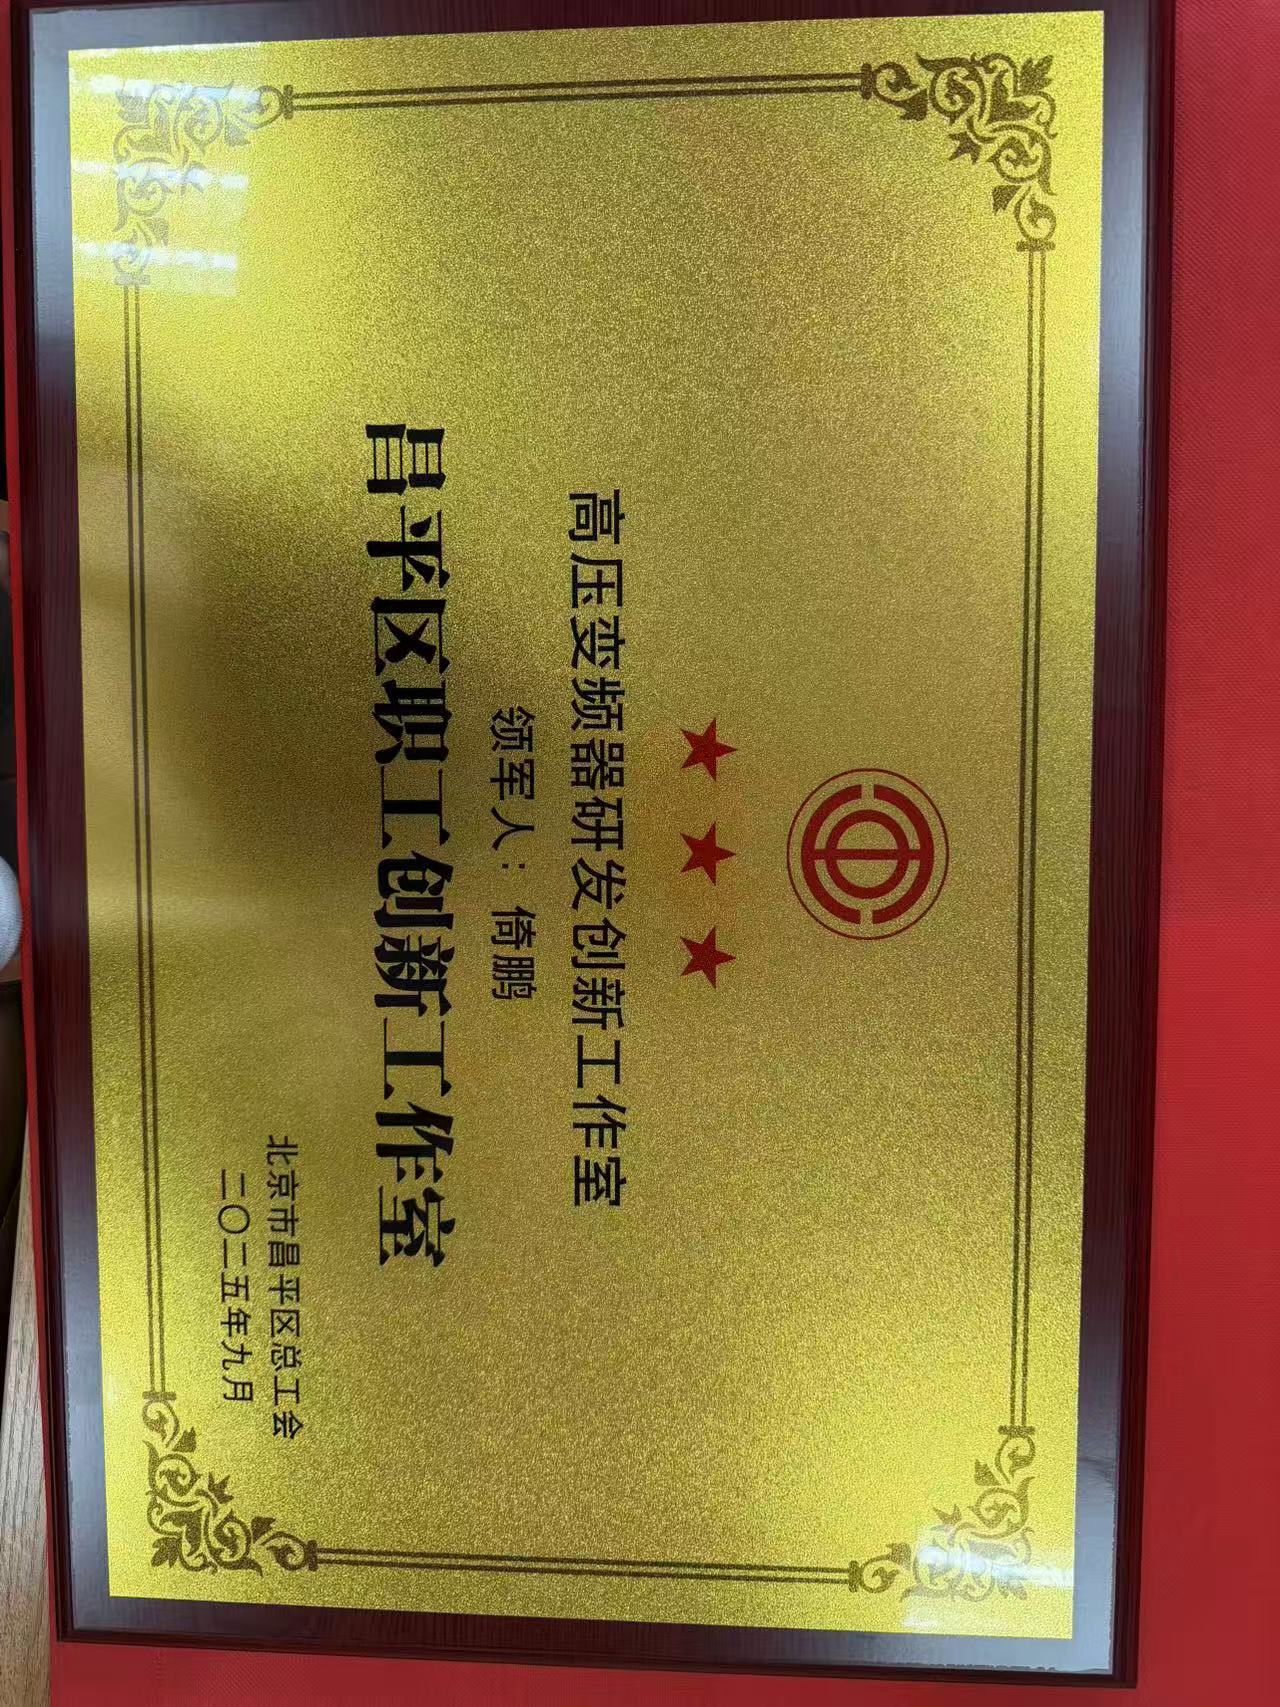 高压变频器研发创新工作室
领军人：倚鹏
昌平区职工创新工作室
北京市昌平区总工会
二〇二五年九月